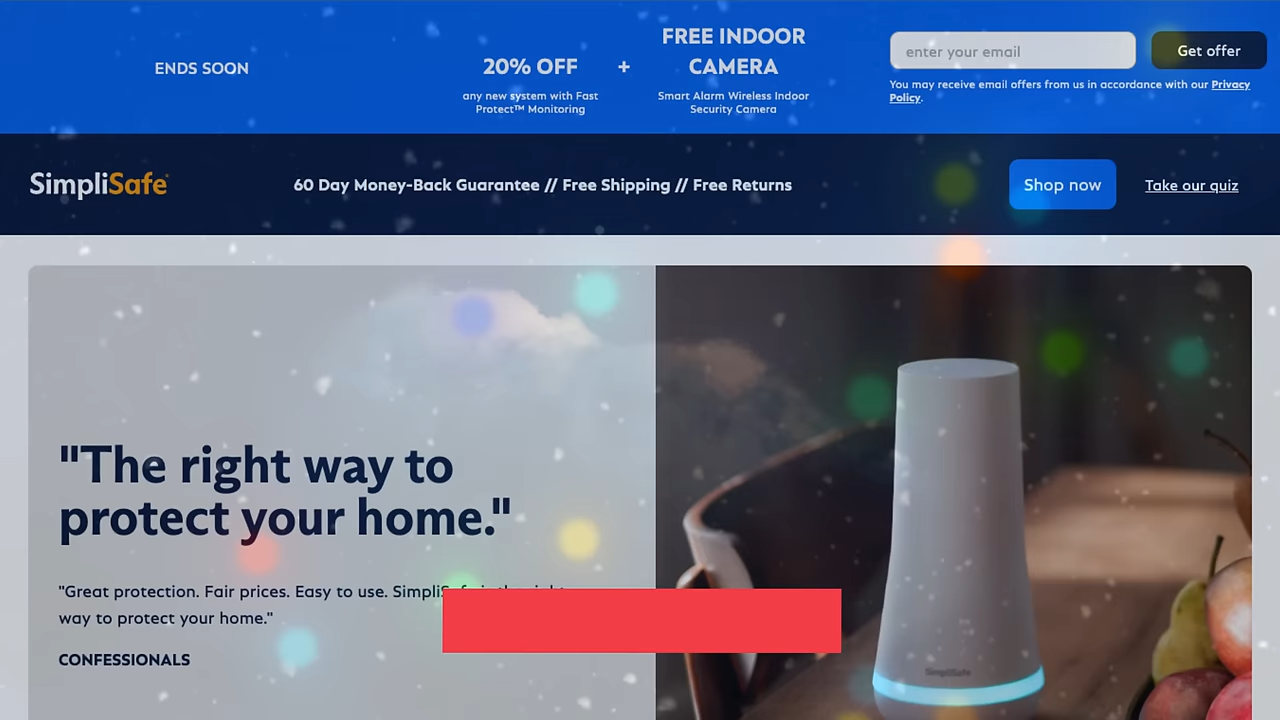 ENDS SOON
20% OFF
any new system with Fast
Protect™ Monitoring
+
FREE INDOOR
CAMERA
Smart Alarm Wireless Indoor
Security Camera
enter your email
Get offer
You may receive email offers from us in accordance with our Privacy
Policy.
SimpliSafe
60 Day Money-Back Guarantee // Free Shipping // Free Returns
Shop now
Take our quiz
"The right way to
protect your home."
"Great protection. Fair prices. Easy to use.
way to protect your home."
CONFESSIONALS
SimpliSafe